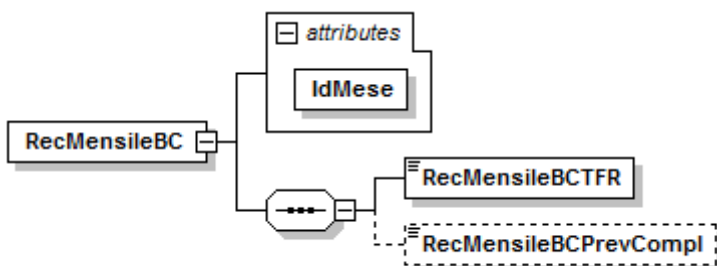 attributes
IdMese
RecMensileBC
RecMensileBCTFR
RecMensileBCPrevCompl